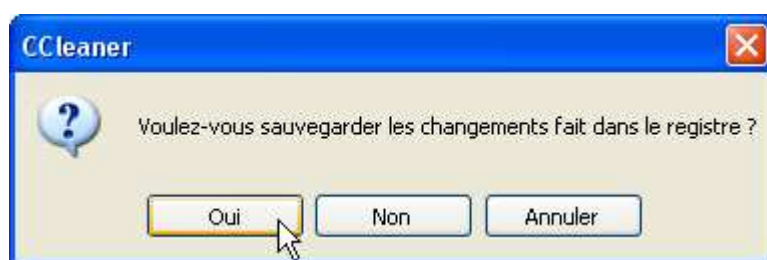 CCleaner
Voulez-vous sauvegarder les changements fait dans le registre ?
Oui Non Annuler